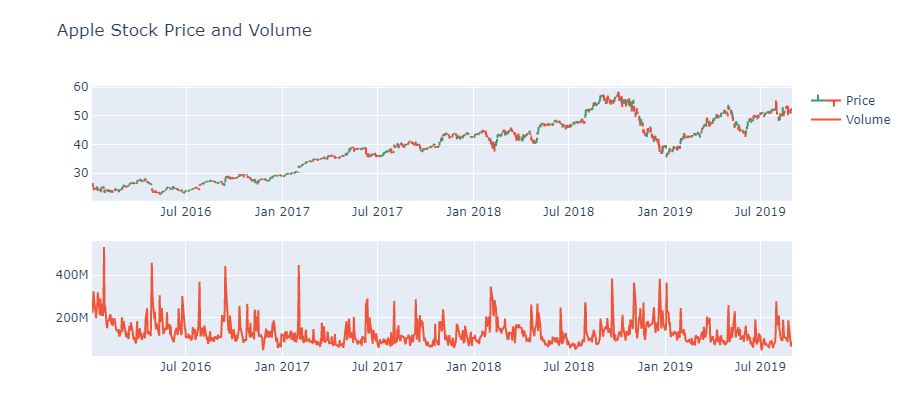 Apple Stock Price and Volume
60
50
40
30
Jul 2016 Jan 2017 Jul 2017 Jan 2018 Jul 2018 Jan 2019 Jul 2019
Price
Volume
400M
200M
Jul 2016 Jan 2017 Jul 2017 Jan 2018 Jul 2018 Jan 2019 Jul 2019